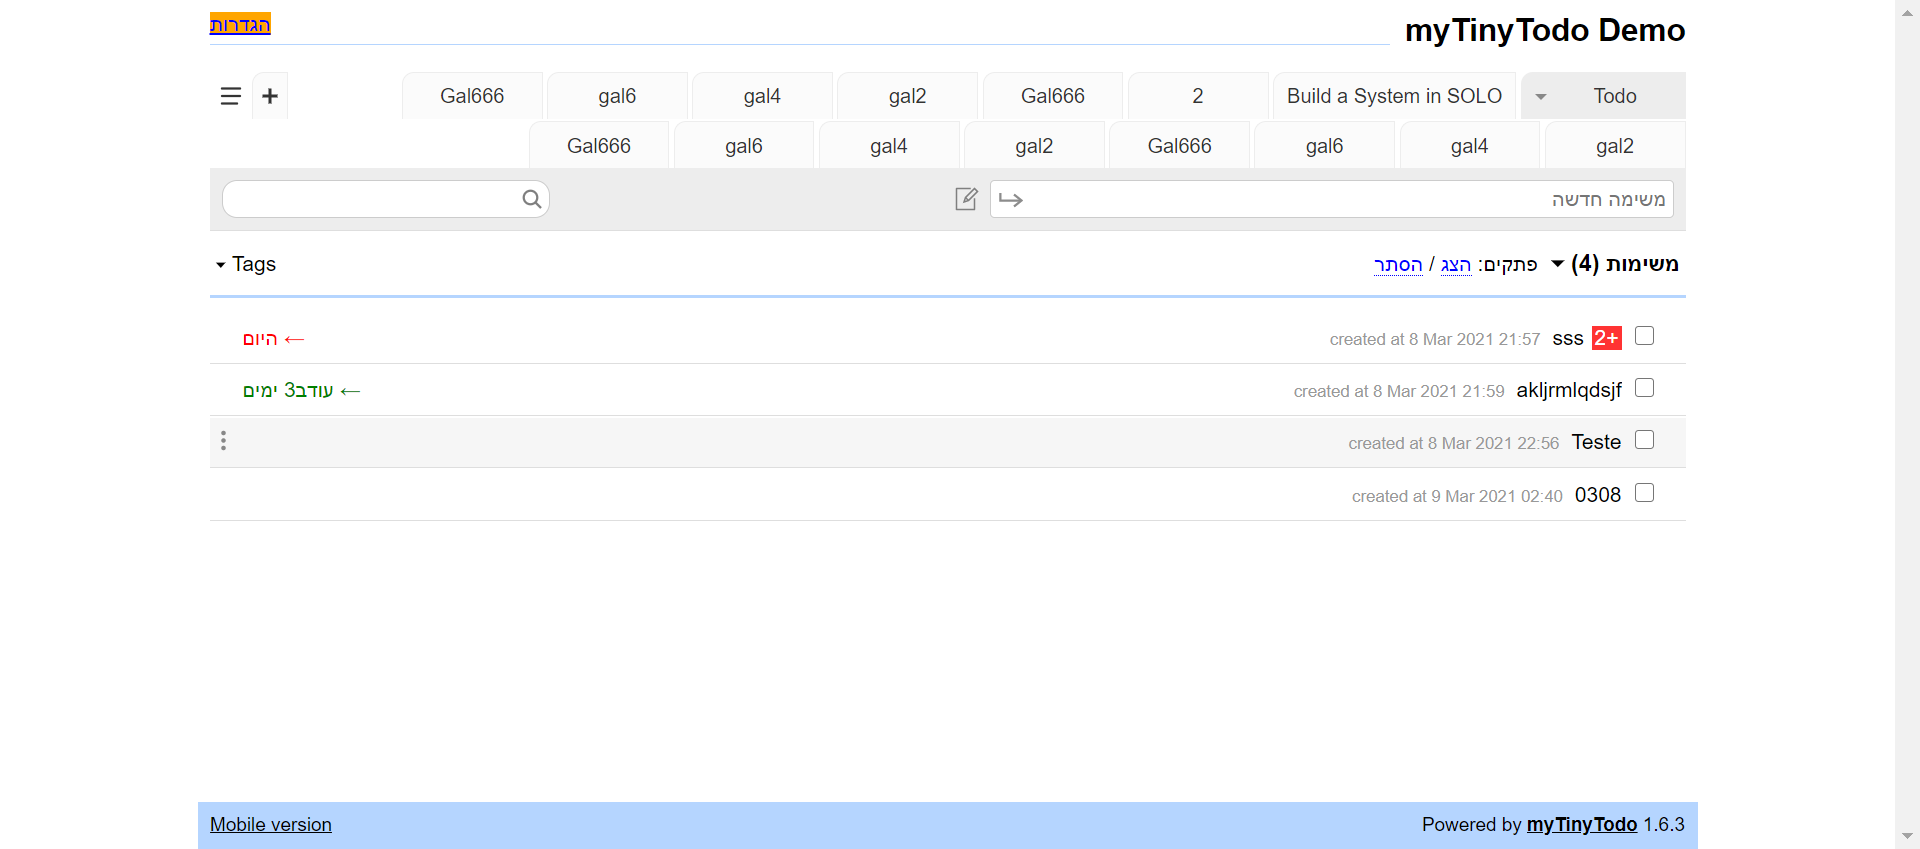 myTinyTodo Demo
הגדרות
Todo
Build a System in SOLO
2
Gal666
gal2
gal4
gal6
Gal666
gal2
gal4
gal6
Gal666
gal2
gal4
gal6
Gal666
משימה חדשה
משימות (4) פתקים: הצג / הסתר
Tags
+2 sss created at 8 Mar 2021 21:57
← היום
akljrmlqdsjf created at 8 Mar 2021 21:59
← עודב3 ימים
Teste created at 8 Mar 2021 22:56
0308 created at 9 Mar 2021 02:40
Powered by myTinyTodo 1.6.3
Mobile version